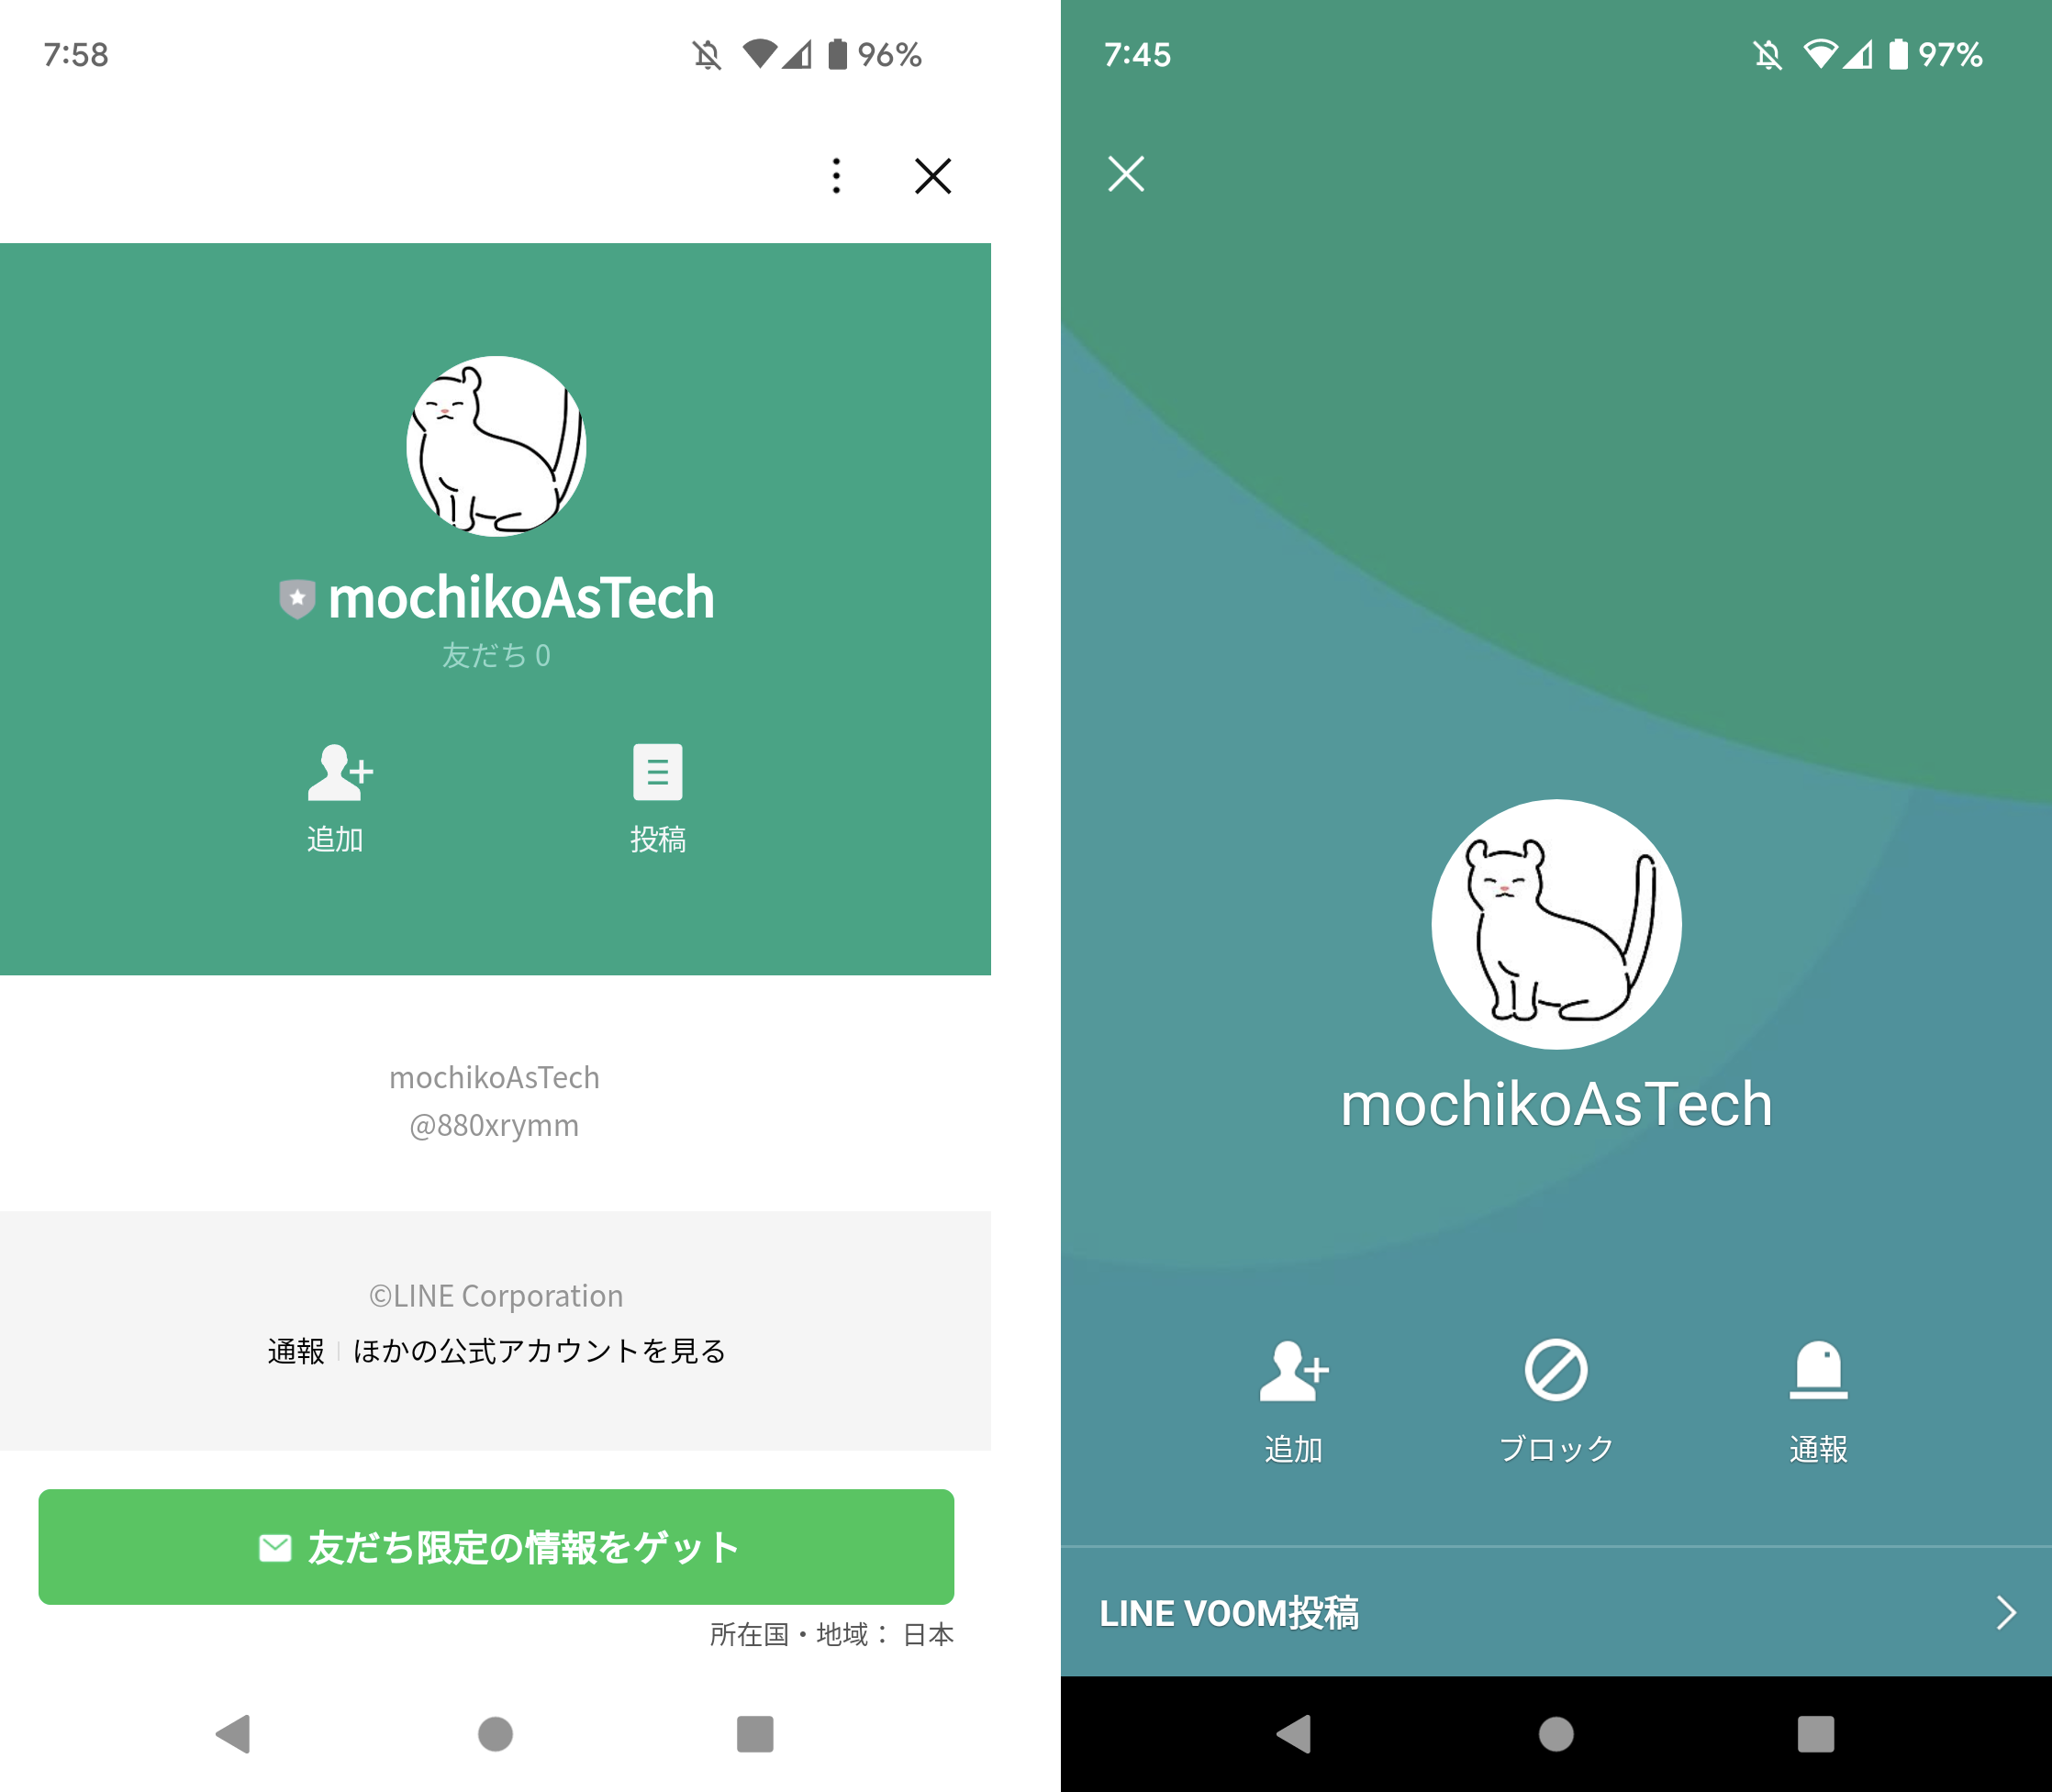 7:58
96%
mochikoAsTech
友だち 0
追加
投稿
mochikoAsTech
@880xrymm
©LINE Corporation
通報 | ほかの公式アカウントを見る
友だち限定の情報をゲット
所在国・地域： 日本
7:45
97%
mochikoAsTech
追加
ブロック
通報
LINE VOOM投稿